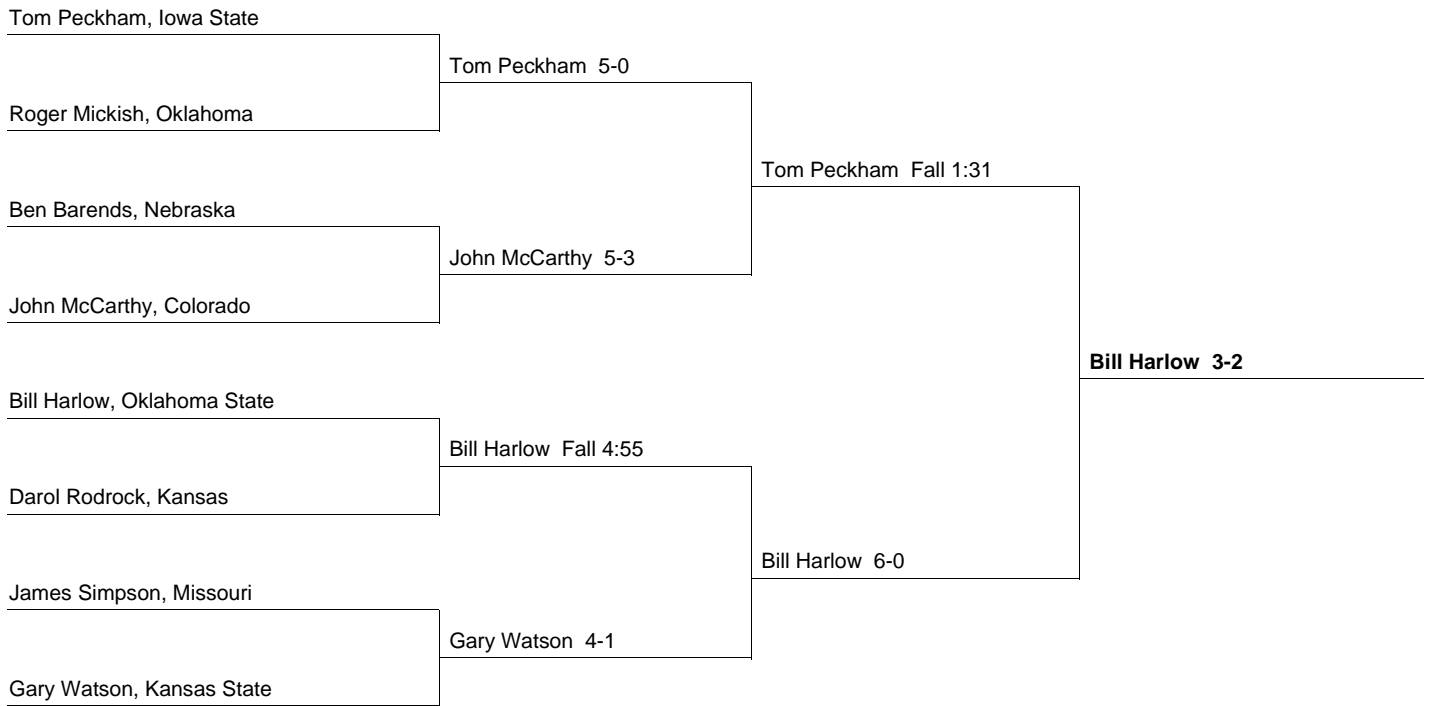 Tom Peckham, Iowa State
Tom Peckham 5-0
Roger Mickish, Oklahoma
Tom Peckham Fall 1:31
Ben Barends, Nebraska
John McCarthy 5-3
John McCarthy, Colorado
Bill Harlow 3-2
Bill Harlow, Oklahoma State
Bill Harlow Fall 4:55
Darol Rodrock, Kansas
Bill Harlow 6-0
James Simpson, Missouri
Gary Watson 4-1
Gary Watson, Kansas State